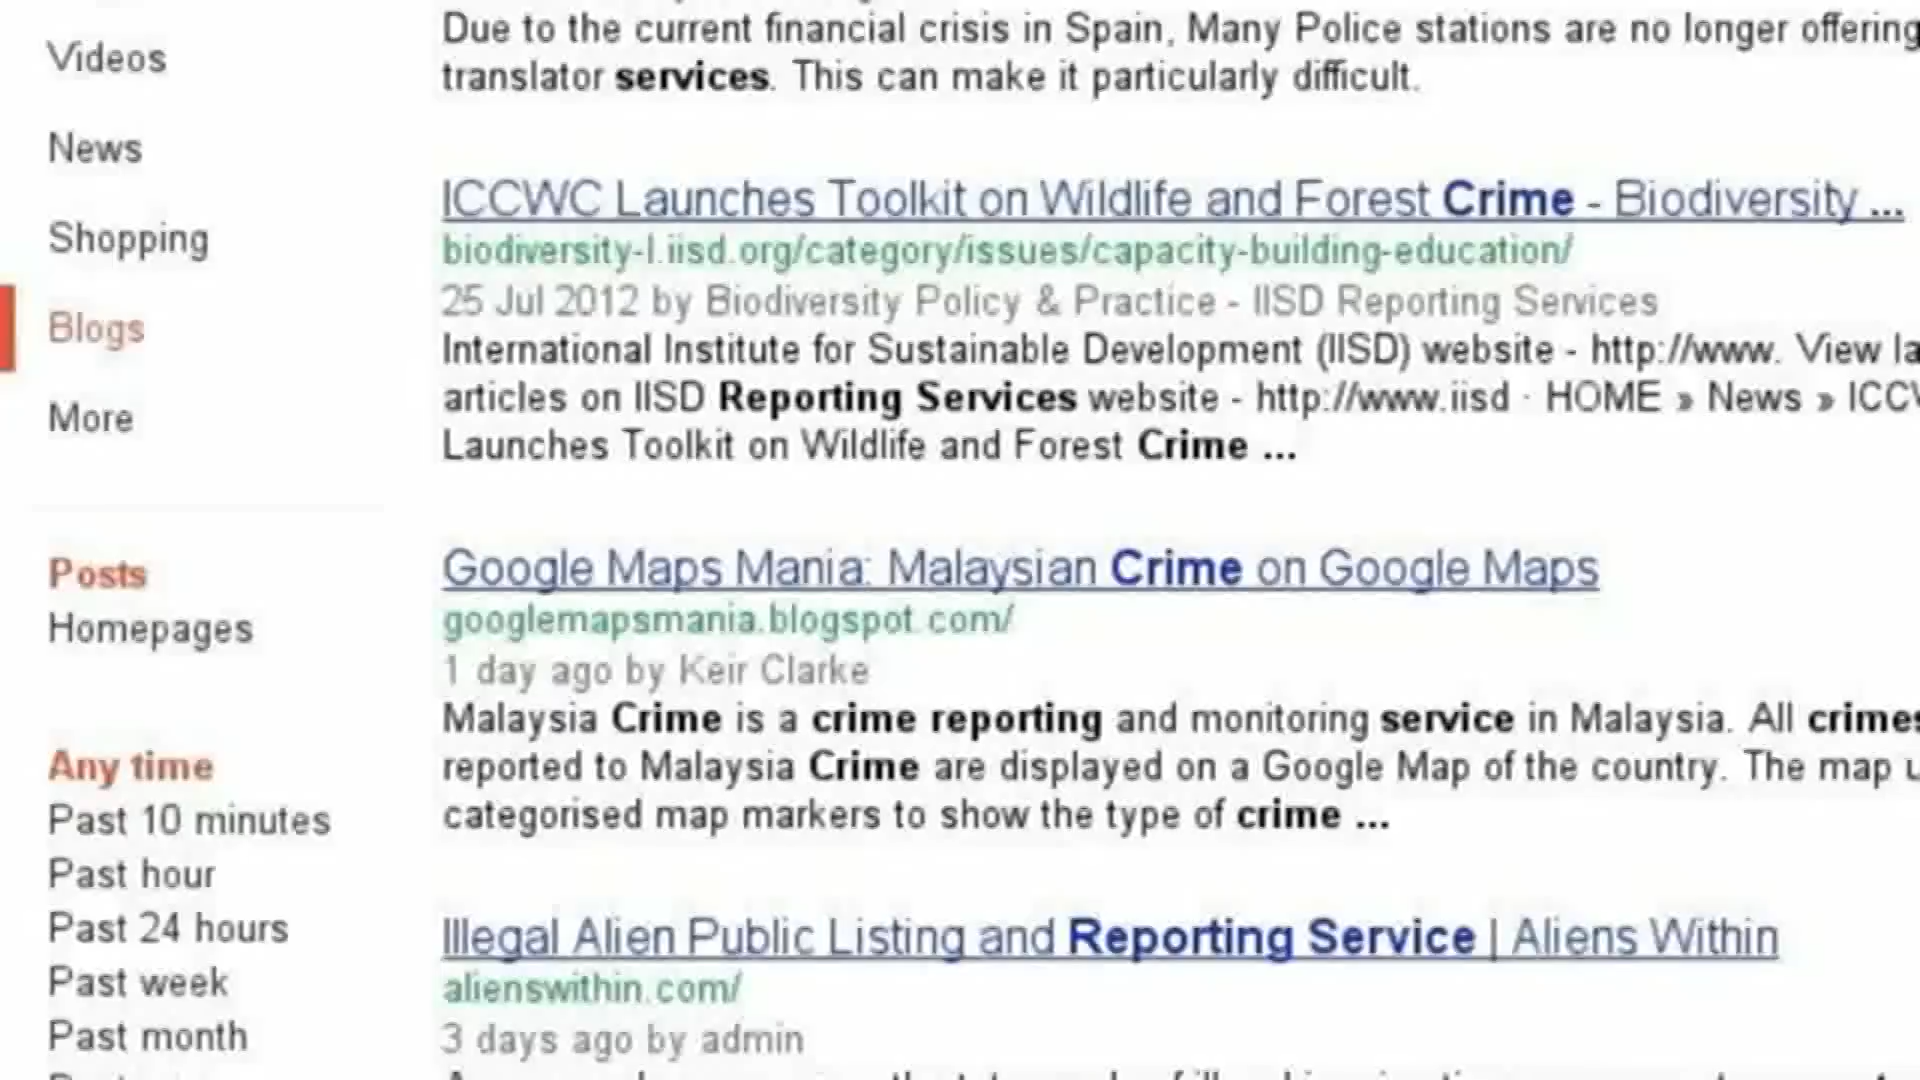 Videos
News
Shopping
Blogs
More
Posts
Homepages
Any time
Past 10 minutes
Past hour
Past 24 hours
Past week
Past month
Due to the current financial crisis in Spain, Many Police stations are no longer offering
translator services. This can make it particularly difficult.
ICCWC Launches Toolkit on Wildlife and Forest Crime - Biodiversity ...
biodiversity-l.iisd.org/category/issues/capacity-building-education/
25 Jul 2012 by Biodiversity Policy & Practice - IISD Reporting Services
International Institute for Sustainable Development (IISD) website - http://www. View la
articles on IISD Reporting Services website - http://www.iisd · HOME » News » ICCW
Launches Toolkit on Wildlife and Forest Crime ...
Google Maps Mania: Malaysian Crime on Google Maps
googlemapsmania.blogspot.com/
1 day ago by Keir Clarke
Malaysia Crime is a crime reporting and monitoring service in Malaysia. All crimes
reported to Malaysia Crime are displayed on a Google Map of the country. The map u
categorised map markers to show the type of crime ...
Illegal Alien Public Listing and Reporting Service | Aliens Within
alienswithin.com/
3 days ago by admin